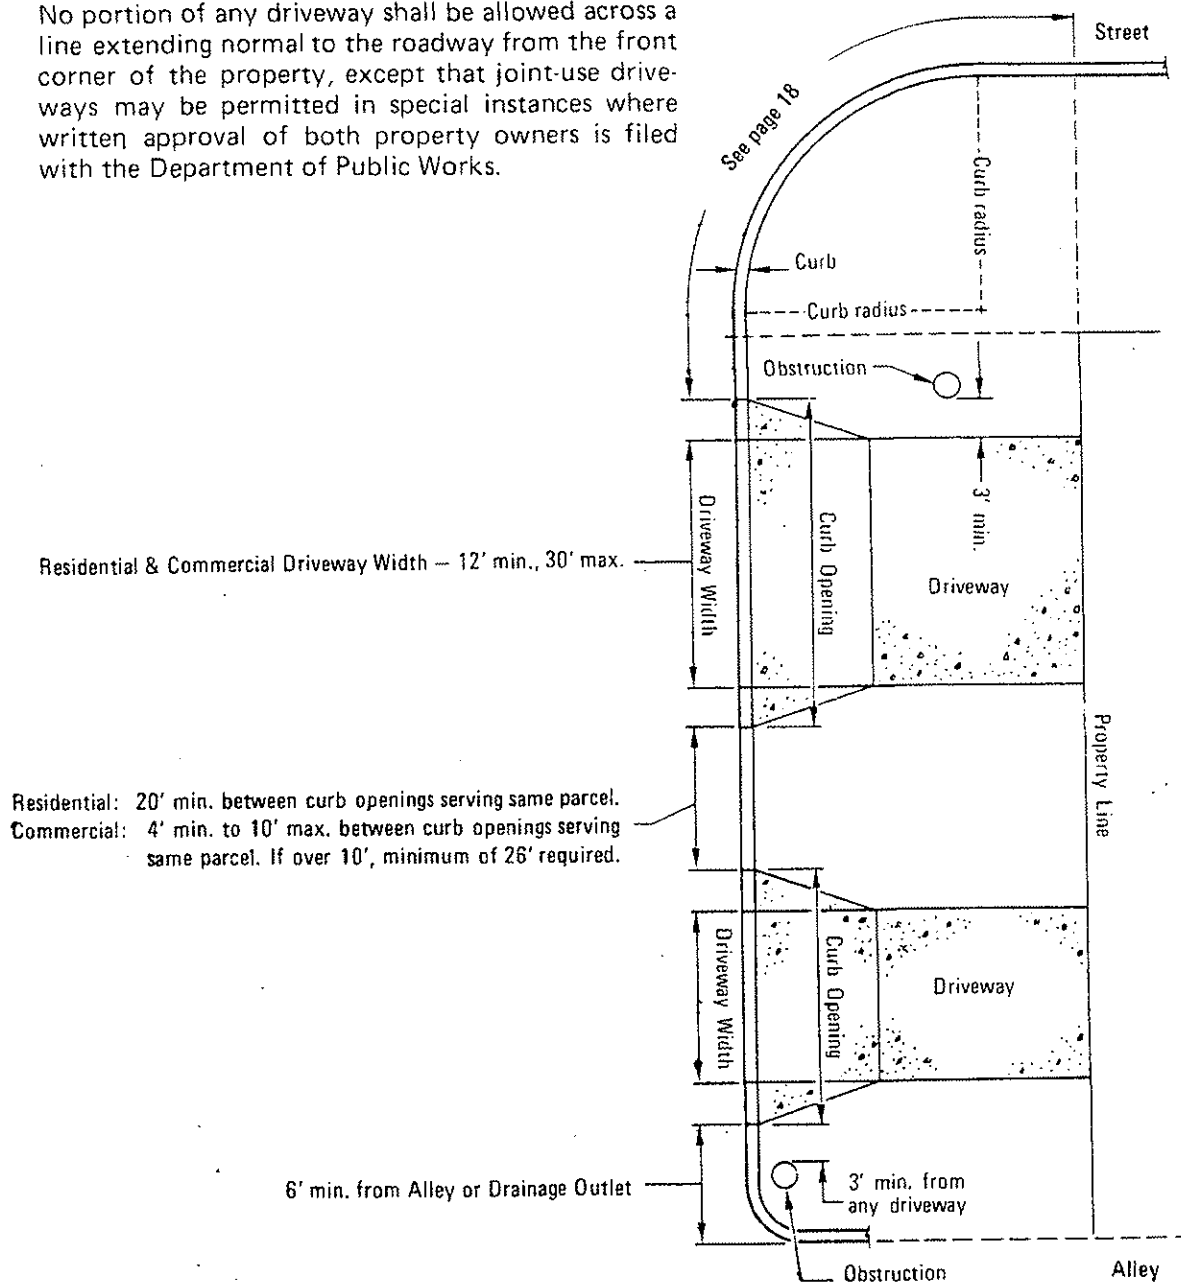 No portion of any driveway shall be allowed across a
line extending normal to the roadway from the front
corner of the property, except that joint-use drive-
ways may be permitted in special instances where
written approval of both property owners is filed
with the Department of Public Works.
Street
See page 18
Curb radius
Curb
Curb radius
Obstruction
3' min.
Driveway Width
Curb Opening
Driveway
Residential & Commercial Driveway Width – 12' min., 30' max.
Property Line
Residential: 20' min. between curb openings serving same parcel.
Commercial: 4' min. to 10' max. between curb openings serving
same parcel. If over 10', minimum of 26' required.
Driveway Width
Curb Opening
Driveway
6' min. from Alley or Drainage Outlet
3' min. from
any driveway
Obstruction
Alley